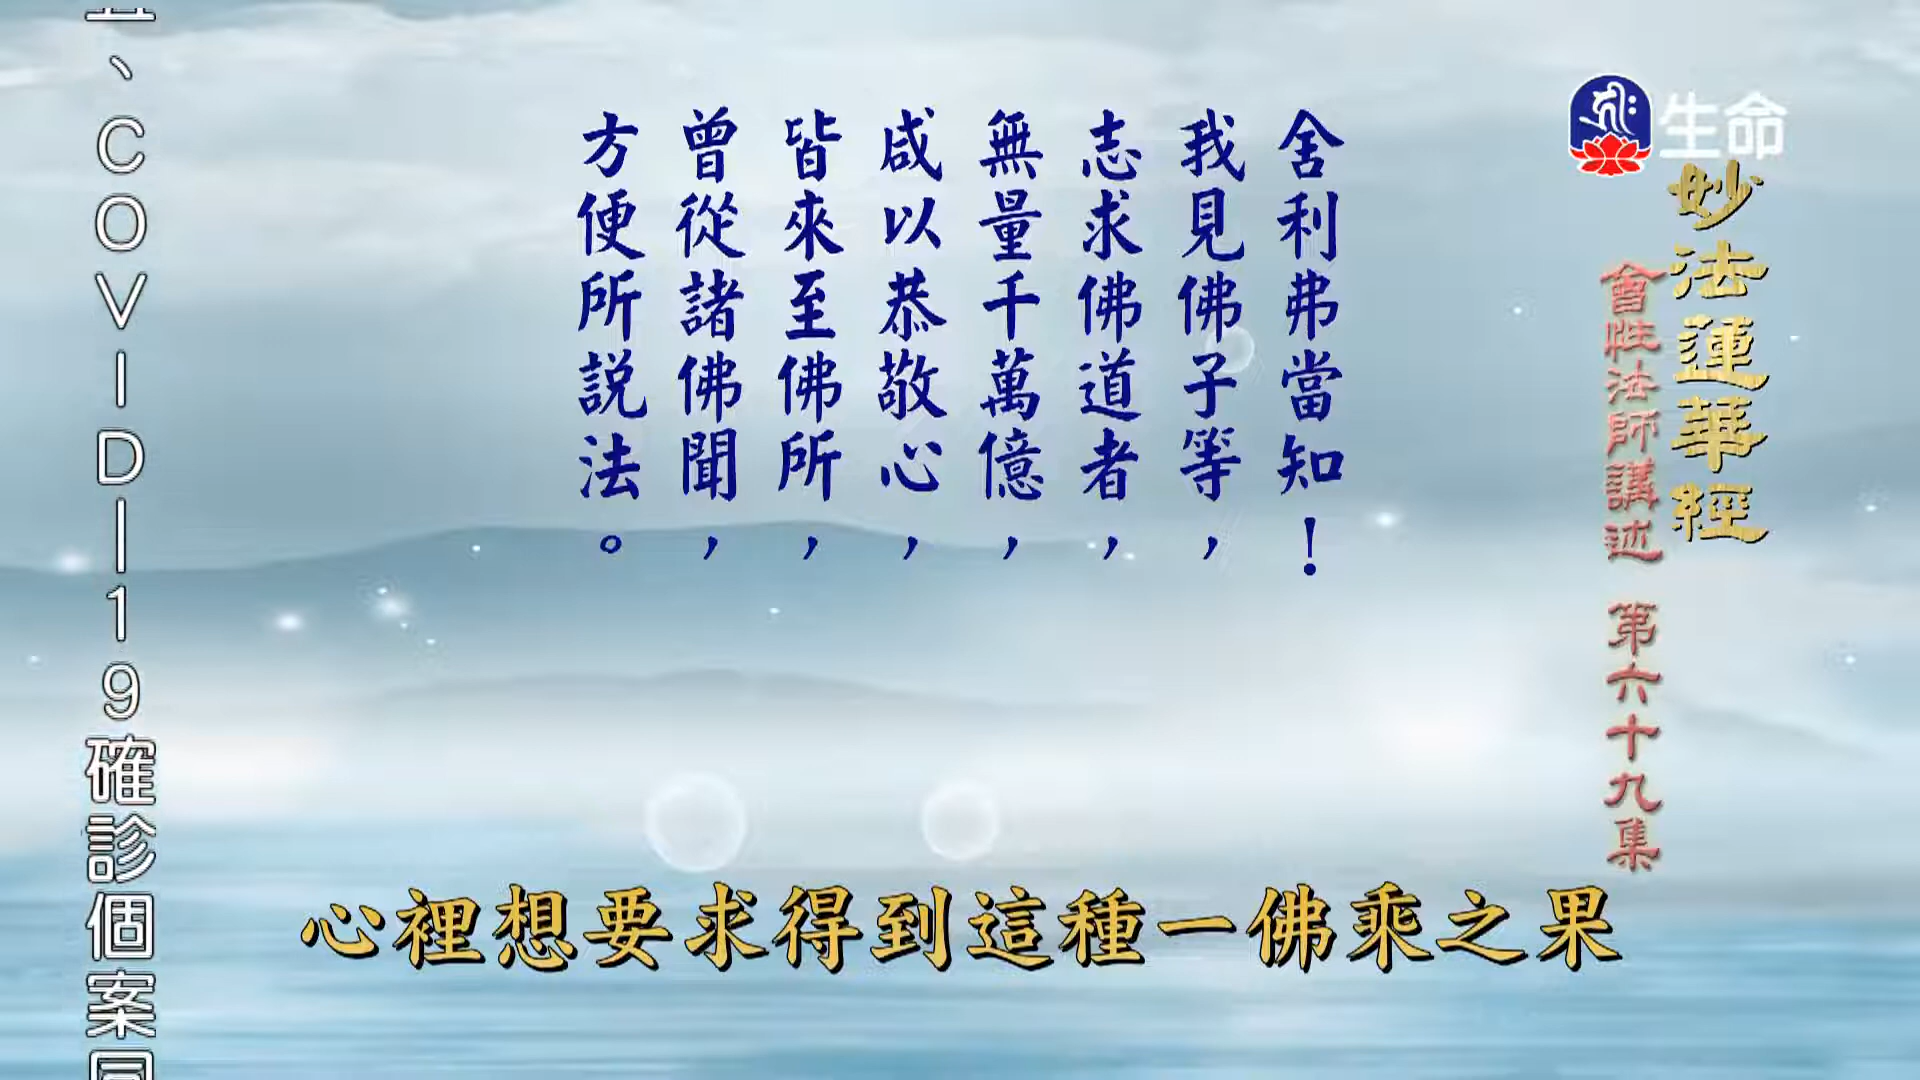 生命
妙法蓮華經
會性法師講述 第六十九集
舍利弗當知！
我見佛子等，
志求佛道者，
無量千萬億，
咸以恭敬心，
皆來至佛所，
曾從諸佛聞，
方便所說法。
、COVID-19確診個案
心裡想要求得到這種一佛乘之果